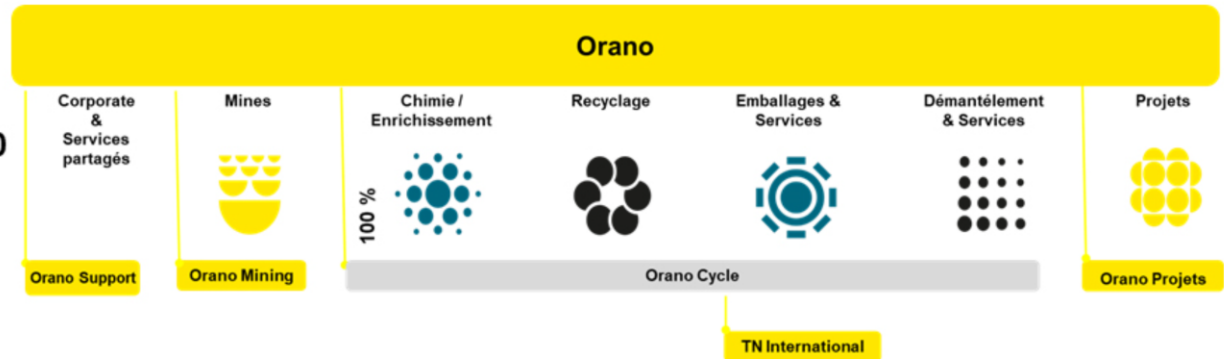 Orano
Corporate
&
Services
partagés
Mines
Chimie /
Enrichissement
Recyclage
Emballages &
Services
Démantélement
& Services
Projets
100 %
Orano Support
Orano Mining
Orano Cycle
Orano Projets
TN International